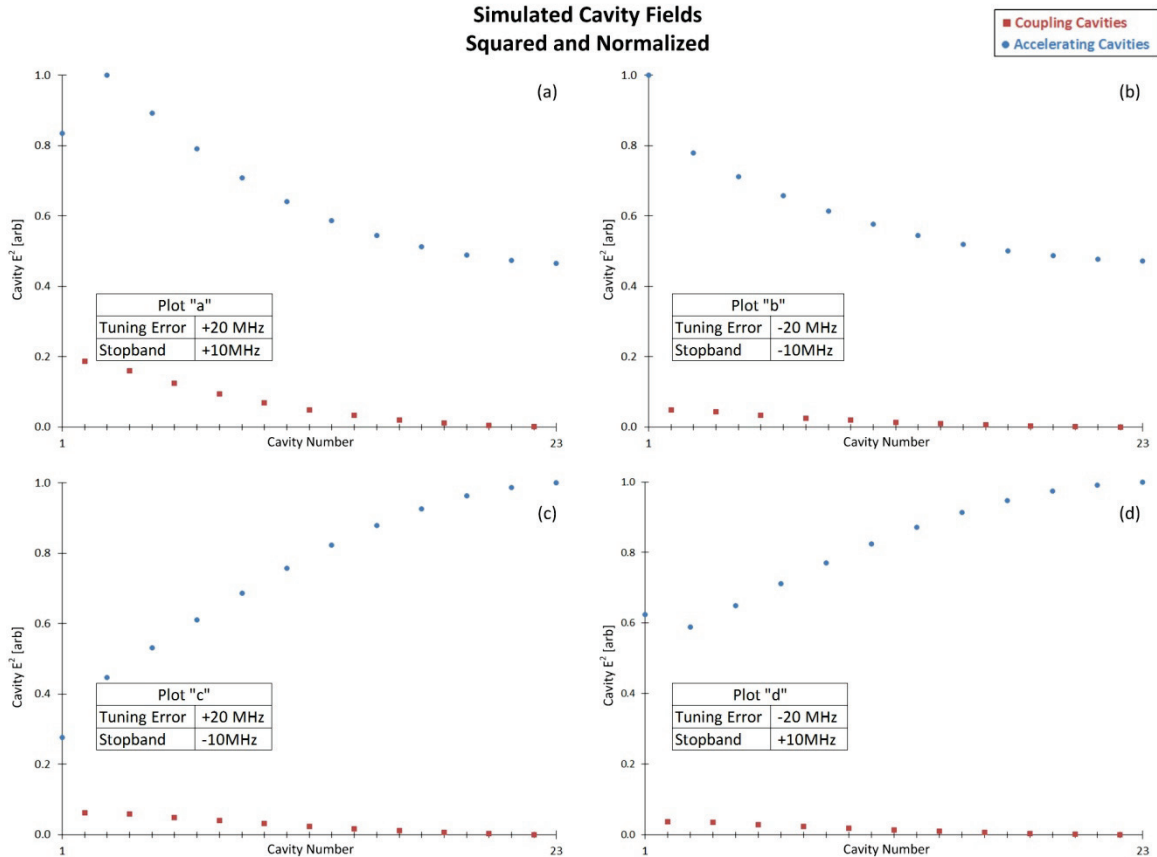 Simulated Cavity Fields
Squared and Normalized
Coupling Cavities
Accelerating Cavities
(a)
1.0
0.8
0.6
0.4
0.2
0.0
Cavity E² [arb]
Plot "a"
Tuning Error +20 MHz
Stopband +10MHz
1 Cavity Number 23
(b)
1.0
0.8
0.6
0.4
0.2
0.0
Cavity E² [arb]
Plot "b"
Tuning Error -20 MHz
Stopband -10MHz
1 Cavity Number 23
(c)
1.0
0.8
0.6
0.4
0.2
0.0
Cavity E² [arb]
Plot "c"
Tuning Error +20 MHz
Stopband -10MHz
1 Cavity Number 23
(d)
1.0
0.8
0.6
0.4
0.2
0.0
Cavity E² [arb]
Plot "d"
Tuning Error -20 MHz
Stopband +10MHz
1 Cavity Number 23